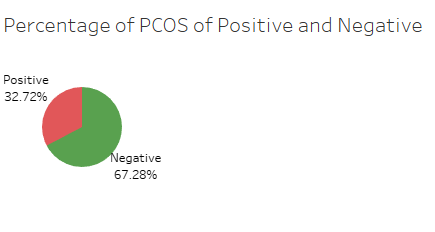 Percentage of PCOS of Positive and Negative
Positive
32.72%
Negative
67.28%